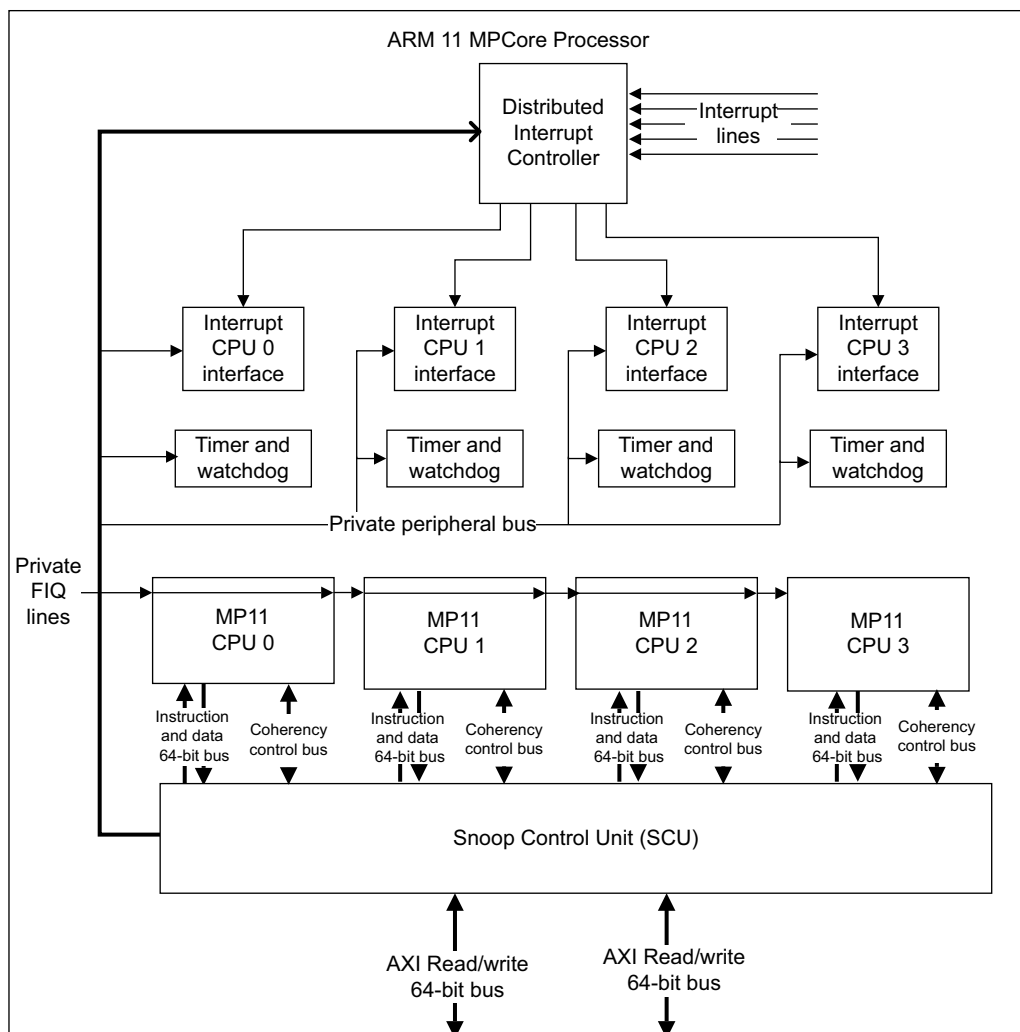 ARM 11 MPCore Processor
Distributed
Interrupt
Controller
Interrupt
lines
Interrupt
CPU 0
interface
Interrupt
CPU 1
interface
Interrupt
CPU 2
interface
Interrupt
CPU 3
interface
Timer and
watchdog
Timer and
watchdog
Timer and
watchdog
Timer and
watchdog
Private peripheral bus
Private
FIQ
lines
MP11
CPU 0
MP11
CPU 1
MP11
CPU 2
MP11
CPU 3
Instruction
and data
64-bit bus
Coherency
control bus
Instruction
and data
64-bit bus
Coherency
control bus
Instruction
and data
64-bit bus
Coherency
control bus
Instruction
and data
64-bit bus
Coherency
control bus
Snoop Control Unit (SCU)
AXI Read/write
64-bit bus
AXI Read/write
64-bit bus